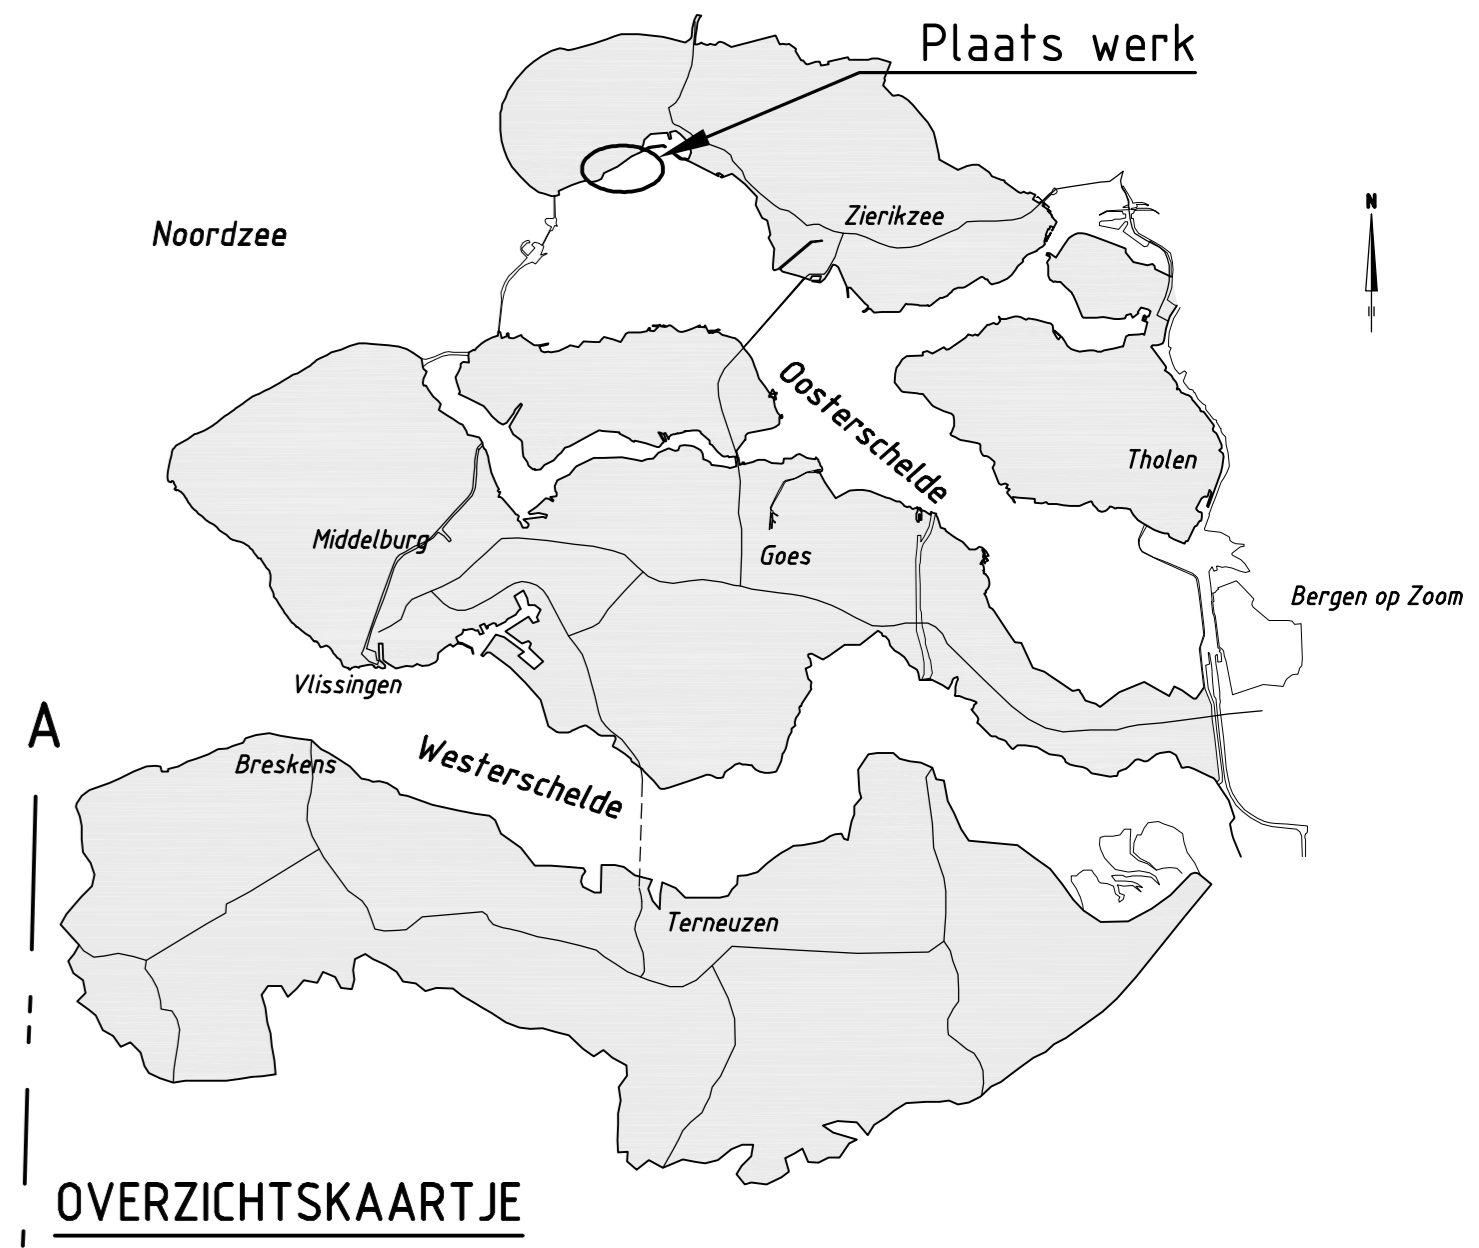 Plaats werk
N
Zierikzee
Noordzee
Oosterschelde
Tholen
Middelburg
Goes
Bergen op Zoom
Vlissingen
A
Westerschelde
Breskens
Terneuzen
OVERZICHTSKAARTJE